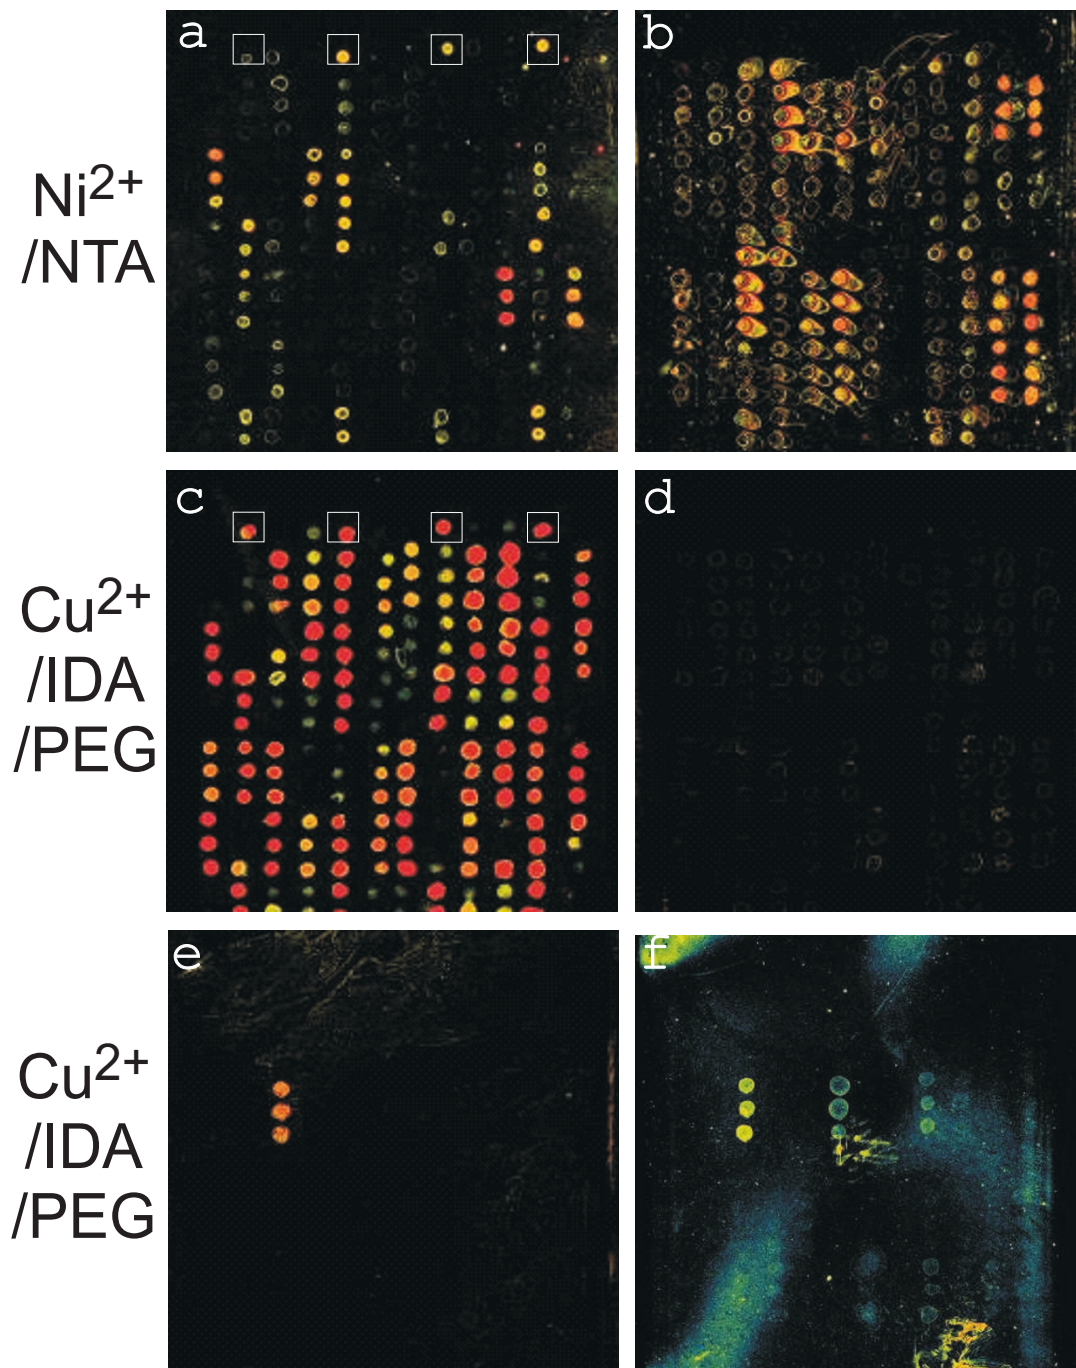 a
b
Ni2+
/NTA
c
d
Cu2+
/IDA
/PEG
e
f
Cu2+
/IDA
/PEG